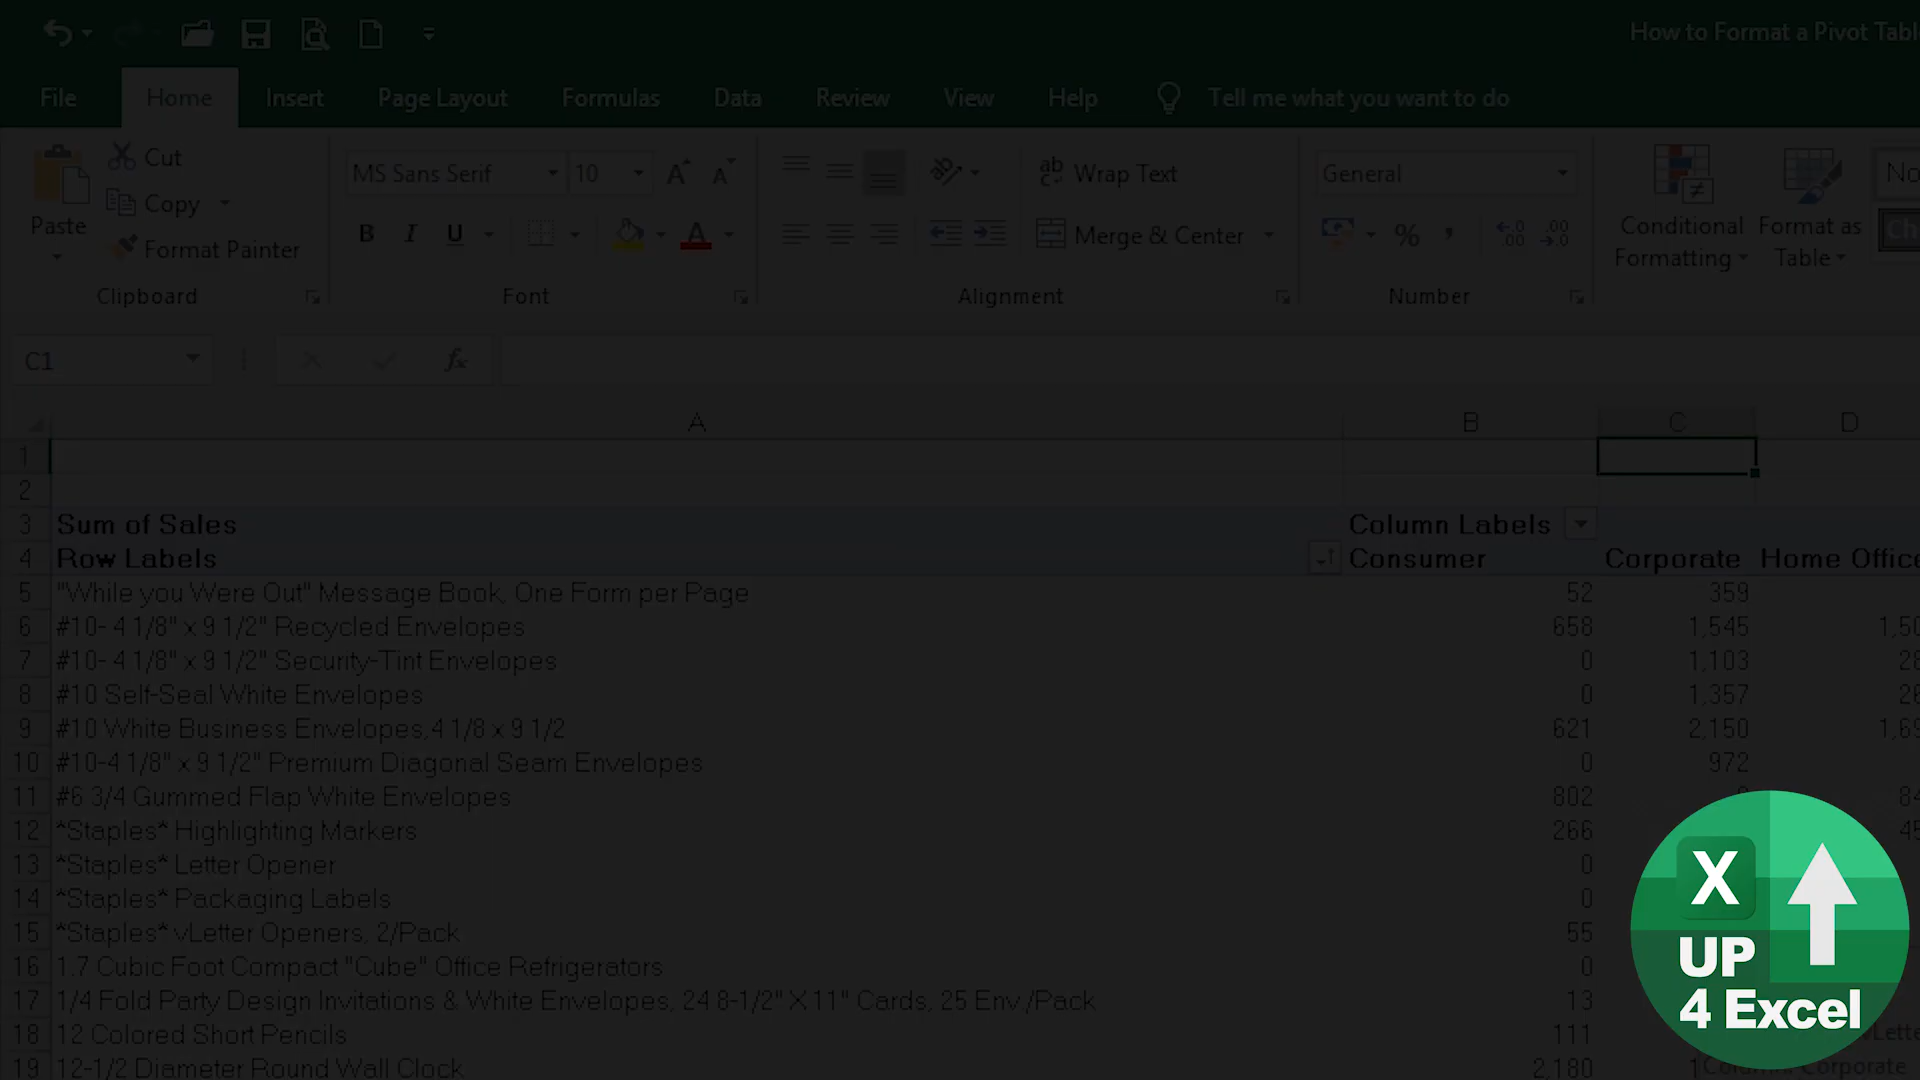 How to Format a Pivot Tabl
File Home Insert Page Layout Formulas Data Review View Help Tell me what you want to do
Paste
Cut
Copy
Format Painter
Clipboard
MS Sans Serif 10
B I U
Font
Wrap Text
Merge & Center
Alignment
General
Number
Conditional
Formatting
Format as
Table
C1
A B C D
1
2
3 Sum of Sales Column Labels
4 Row Labels Consumer Corporate Home Office
5 "While you Were Out" Message Book, One Form per Page 52 359
6 #10- 4 1/8" x 9 1/2" Recycled Envelopes 658 1,545
7 #10- 4 1/8" x 9 1/2" Security-Tint Envelopes 0 1,103
8 #10 Self-Seal White Envelopes 0 1,357
9 #10 White Business Envelopes,4 1/8 x 9 1/2 621 2,150
10 #10-4 1/8" x 9 1/2" Premium Diagonal Seam Envelopes 0 972
11 #6 3/4 Gummed Flap White Envelopes 802
12 *Staples* Highlighting Markers 266
13 *Staples* Letter Opener 0
14 *Staples* Packaging Labels 0
15 *Staples* vLetter Openers, 2/Pack 55
16 1.7 Cubic Foot Compact "Cube" Office Refrigerators 0
17 1/4 Fold Party Design Invitations & White Envelopes, 24 8-1/2" X 11" Cards, 25 Env./Pack 13
18 12 Colored Short Pencils 111
19 12-1/2 Diameter Round Wall Clock 2,180
X
UP
4 Excel